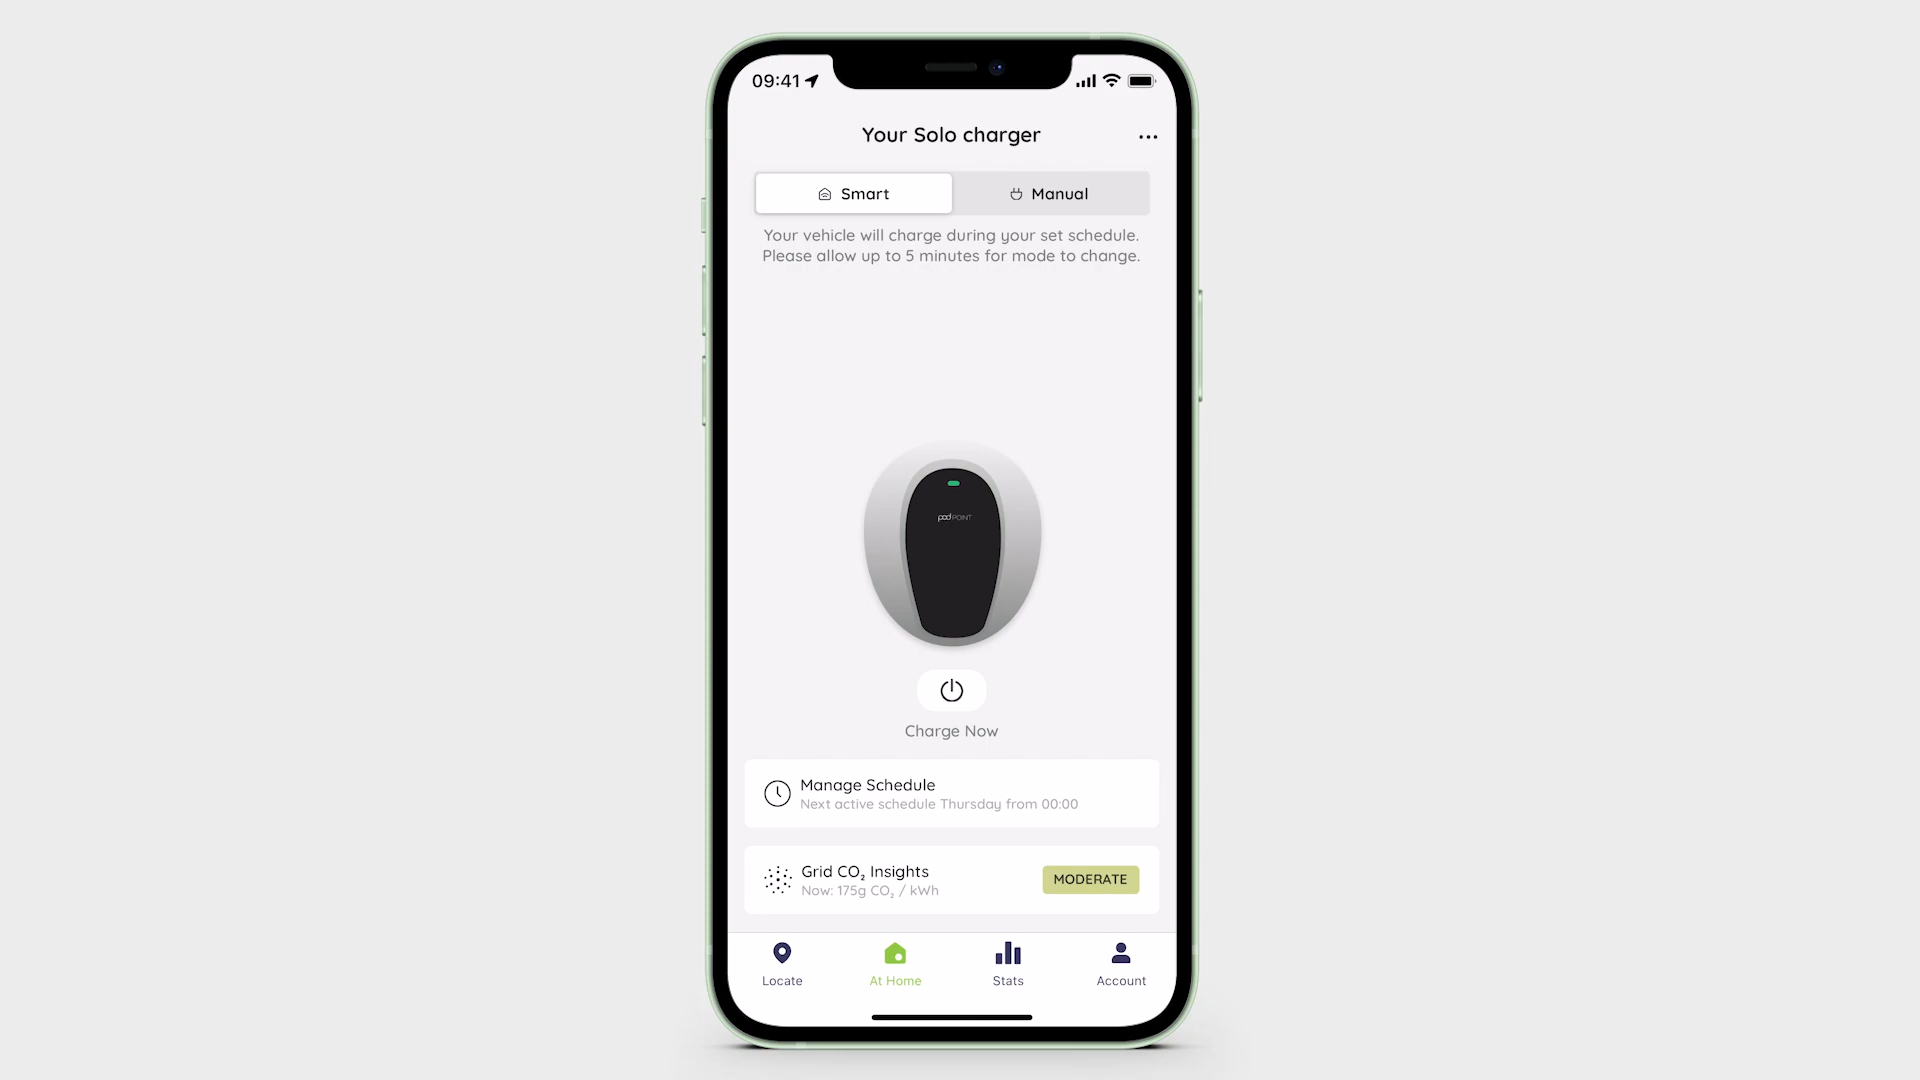 09:41
Your Solo charger
Smart
Manual
Your vehicle will charge during your set schedule.
Please allow up to 5 minutes for mode to change.
pod POINT
Charge Now
Manage Schedule
Next active schedule Thursday from 00:00
Grid CO₂ Insights
Now: 175g CO₂ / kWh
MODERATE
Locate
At Home
Stats
Account